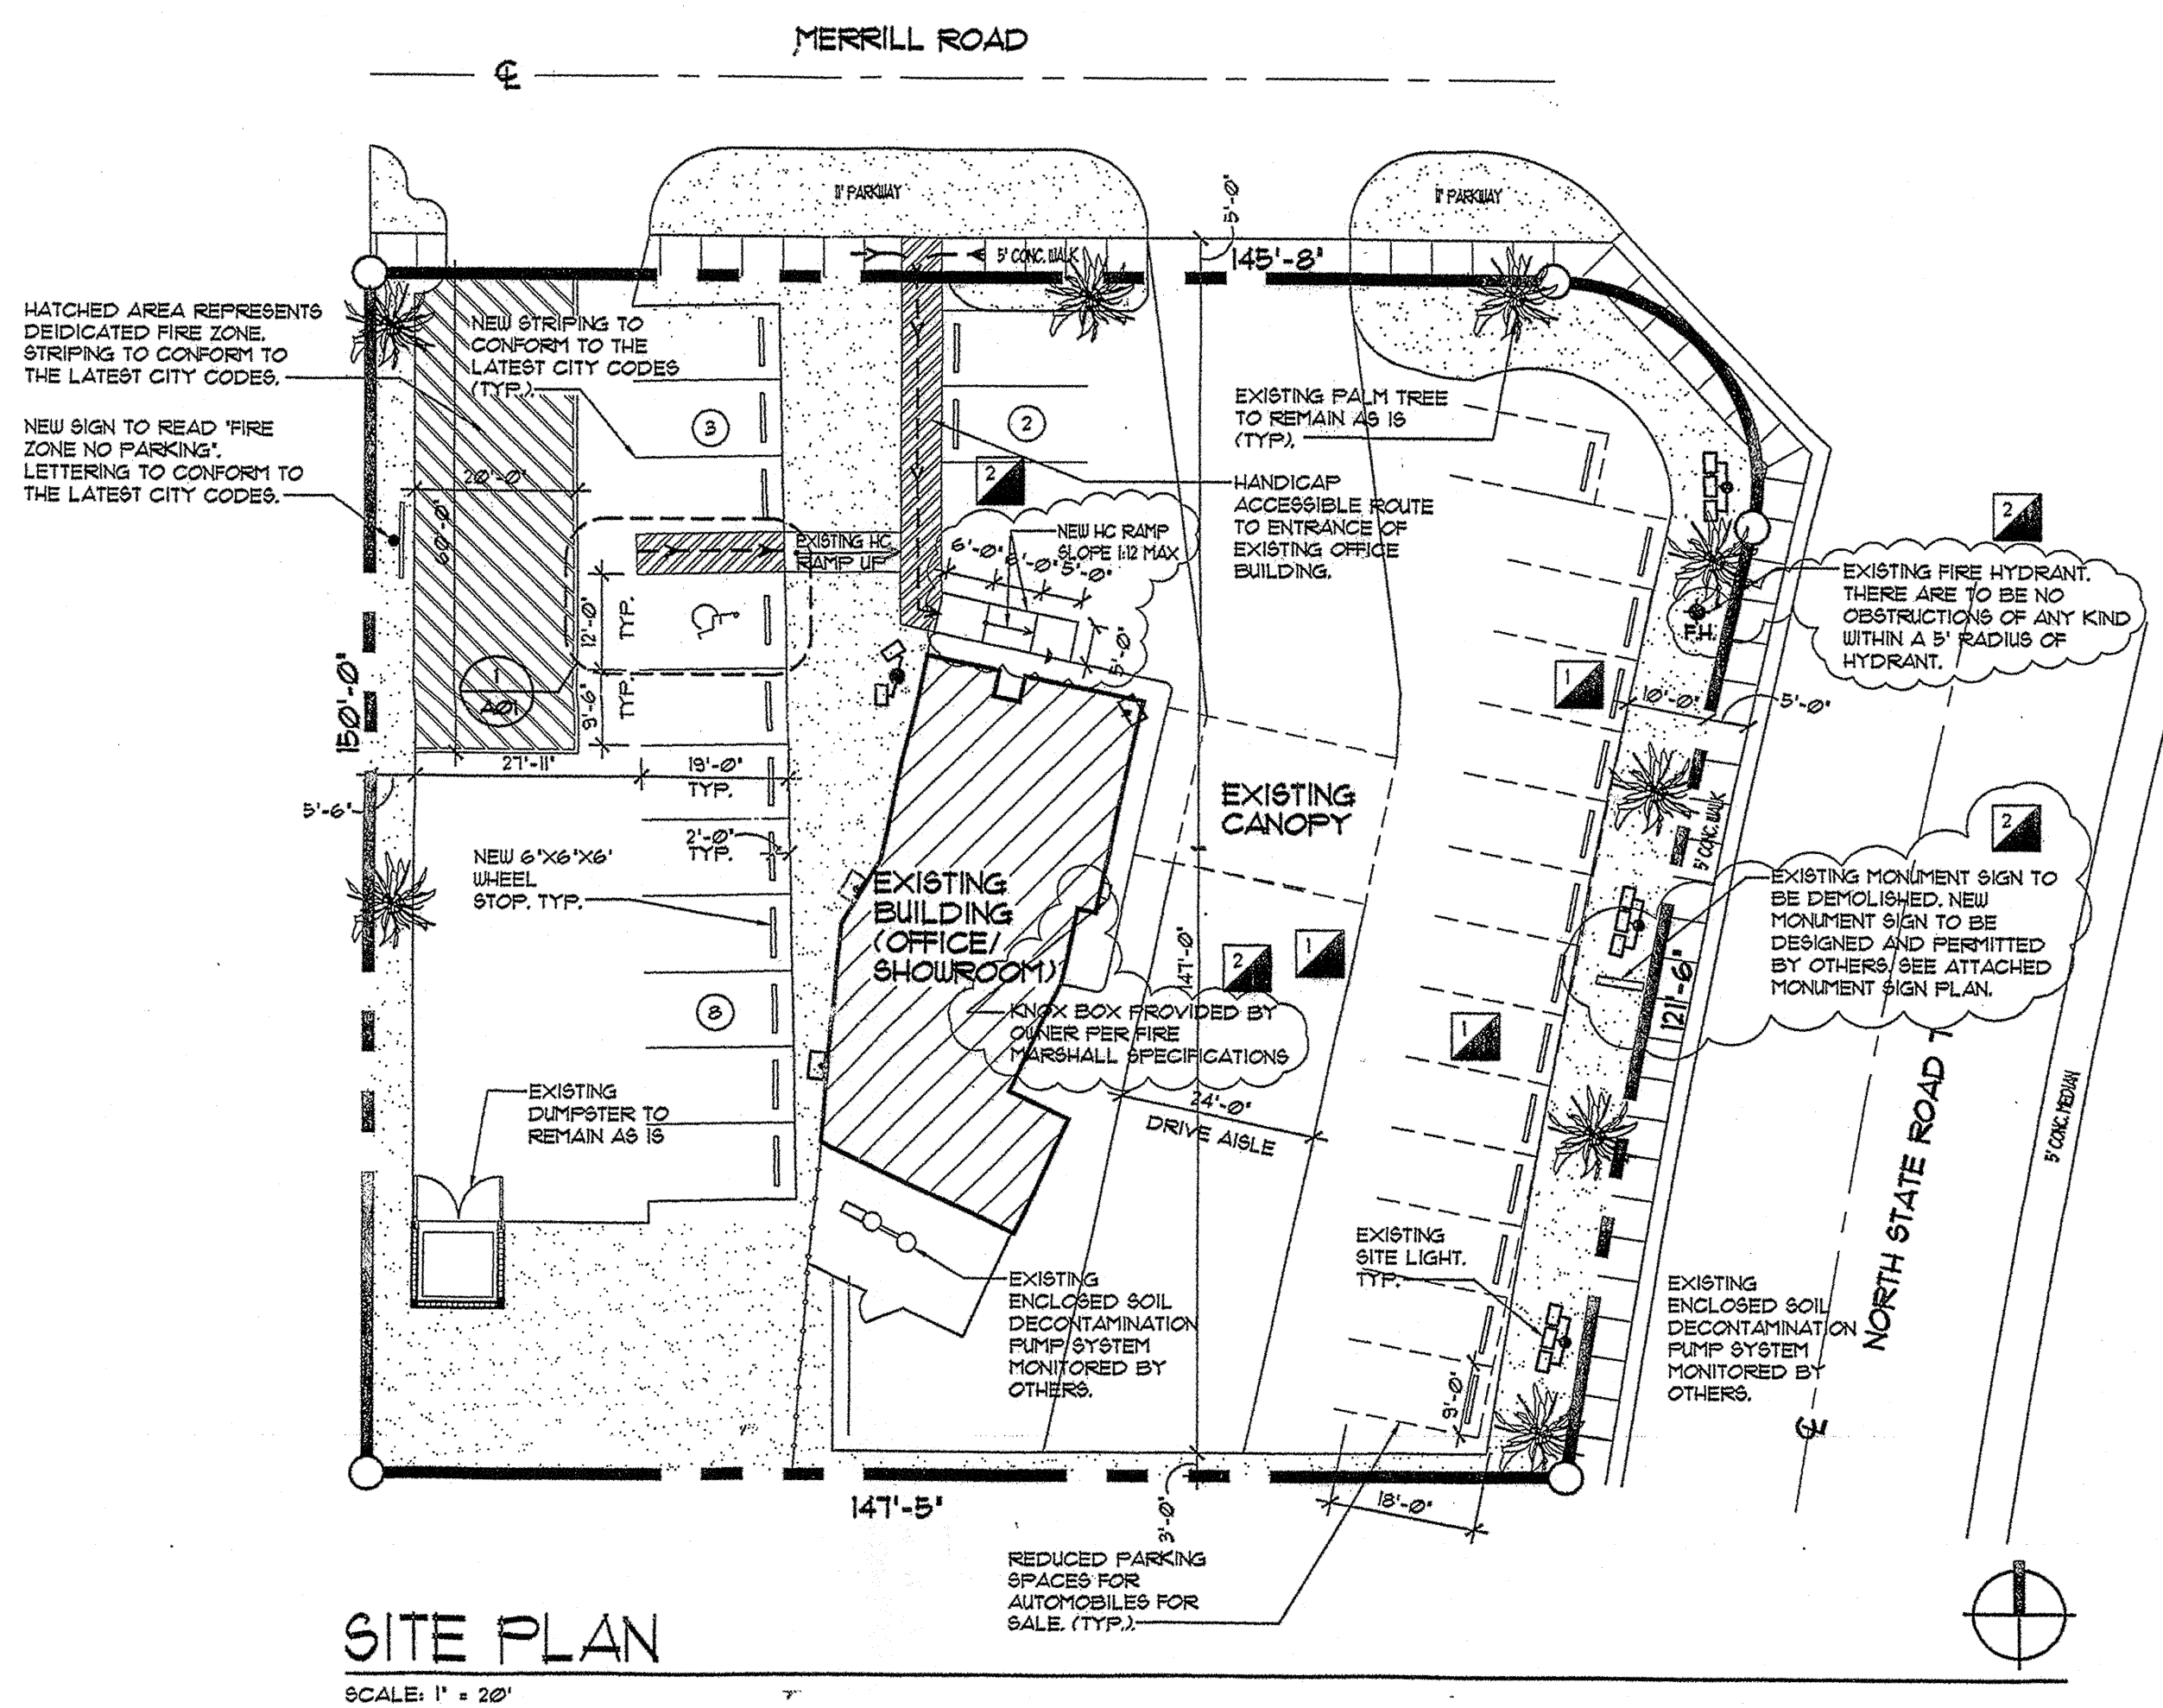 MERRILL ROAD
℄
11' PARKWAY
11' PARKWAY
5'-0"
5' CONC. WALK
145'-8"
HATCHED AREA REPRESENTS
DEIDICATED FIRE ZONE.
STRIPING TO CONFORM TO
THE LATEST CITY CODES.
NEW STRIPING TO
CONFORM TO THE
LATEST CITY CODES
(TYP.).
NEW SIGN TO READ "FIRE
ZONE NO PARKING".
LETTERING TO CONFORM TO
THE LATEST CITY CODES.
20'-0"
60'-0"
3
2
2
EXISTING PALM TREE
TO REMAIN AS IS
(TYP).
HANDICAP
ACCESSIBLE ROUTE
TO ENTRANCE OF
EXISTING OFFICE
BUILDING.
NEW HC RAMP
SLOPE 1:12 MAX
6'-0"
6'-0"
5'-0"
5'-0"
EXISTING HC
RAMP UP
12'-0"
TYP.
9'-6"
TYP.
1
A01
150'-0"
27'-11"
19'-0"
TYP.
5'-6"
2'-0"
TYP.
NEW 6"X6"X6'
WHEEL
STOP. TYP.
2
EXISTING FIRE HYDRANT.
THERE ARE TO BE NO
OBSTRUCTIONS OF ANY KIND
WITHIN A 5' RADIUS OF
HYDRANT.
F.H.
1
10'-0"
5'-0"
EXISTING
CANOPY
5' CONC. WALK
2
EXISTING MONUMENT SIGN TO
BE DEMOLISHED. NEW
MONUMENT SIGN TO BE
DESIGNED AND PERMITTED
BY OTHERS. SEE ATTACHED
MONUMENT SIGN PLAN.
EXISTING
BUILDING
(OFFICE/
SHOWROOM)
147'-0"
2
1
121'-6"
KNOX BOX PROVIDED BY
OWNER PER FIRE
MARSHALL SPECIFICATIONS
8
1
24'-0"
DRIVE AISLE
EXISTING
DUMPSTER TO
REMAIN AS IS
NORTH STATE ROAD 7
5' CONC. MEDIAN
EXISTING
SITE LIGHT.
TYP.
EXISTING
ENCLOSED SOIL
DECONTAMINATION
PUMP SYSTEM
MONITORED BY
OTHERS.
EXISTING
ENCLOSED SOIL
DECONTAMINATION
PUMP SYSTEM
MONITORED BY
OTHERS.
9'-0"
℄
147'-5"
3'-0"
18'-0"
REDUCED PARKING
SPACES FOR
AUTOMOBILES FOR
SALE. (TYP.).
SITE PLAN
SCALE: 1" = 20'